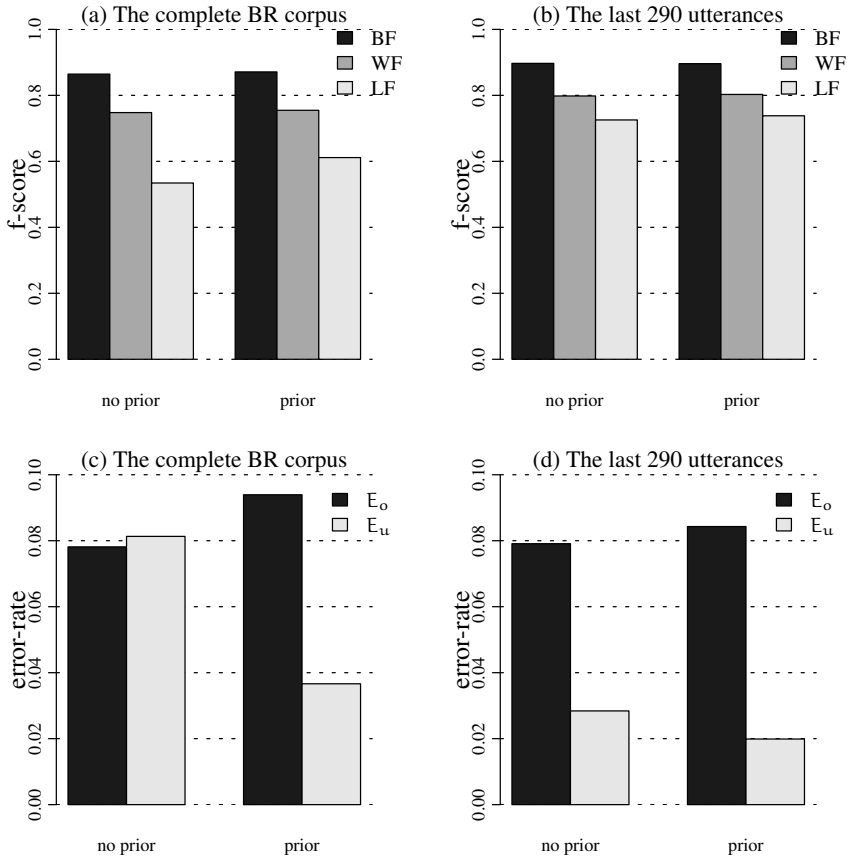 (a) The complete BR corpus
BF
WF
LF
f-score
0.0
0.2
0.4
0.6
0.8
1.0
no prior
prior
(b) The last 290 utterances
BF
WF
LF
f-score
0.0
0.2
0.4
0.6
0.8
1.0
no prior
prior
(c) The complete BR corpus
Eo
Eu
error-rate
0.00
0.02
0.04
0.06
0.08
0.10
no prior
prior
(d) The last 290 utterances
Eo
Eu
error-rate
0.00
0.02
0.04
0.06
0.08
0.10
no prior
prior